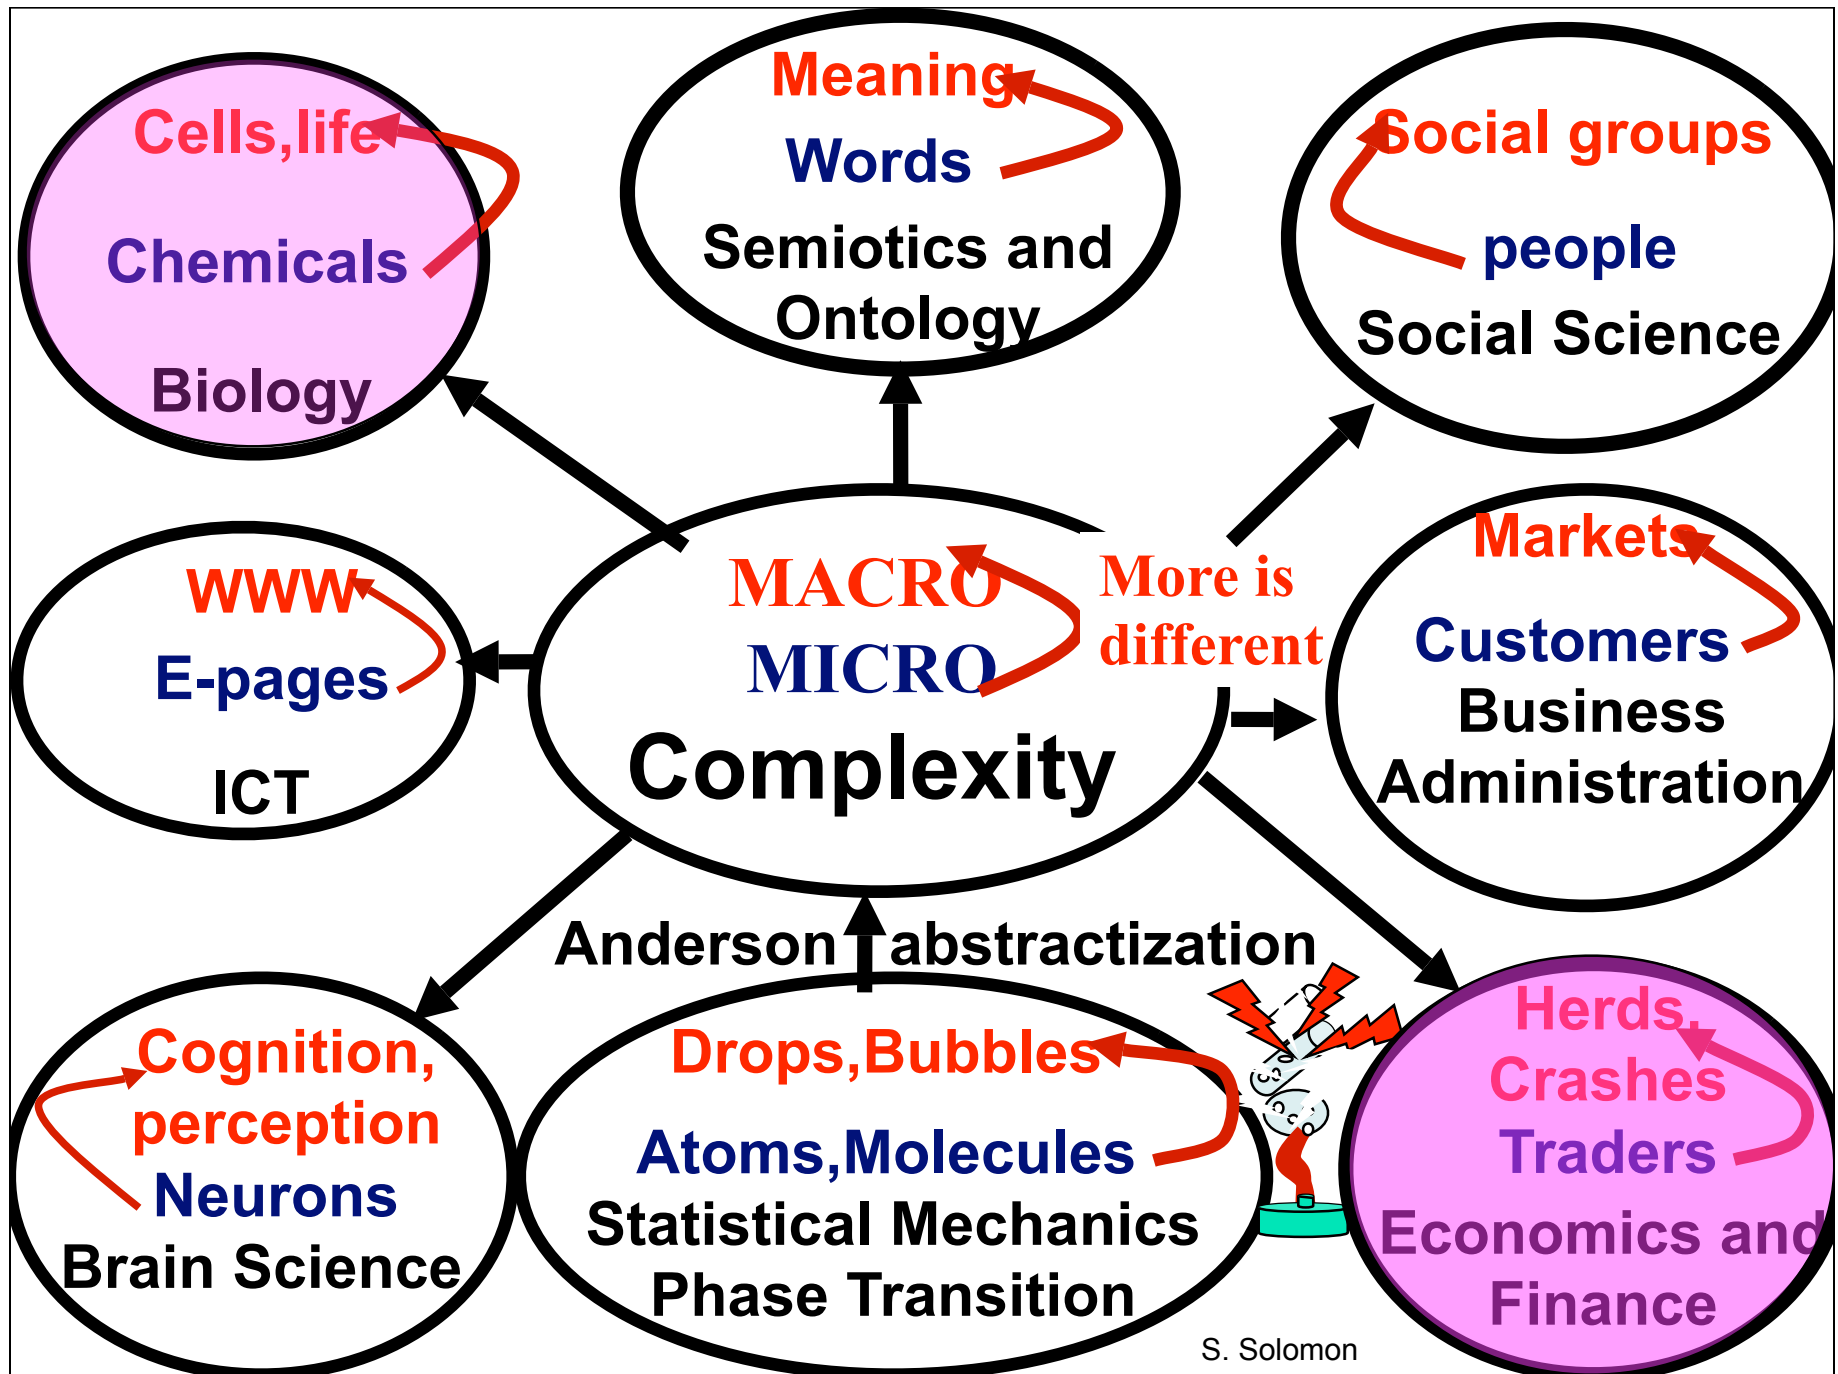 Cells,life
Chemicals
Biology
Meaning
Words
Semiotics and
Ontology
Social groups
people
Social Science
WWW
E-pages
ICT
MACRO
MICRO
Complexity
More is
different
Markets
Customers
Business
Administration
Anderson abstractization
Cognition,
perception
Neurons
Brain Science
Drops,Bubbles
Atoms,Molecules
Statistical Mechanics
Phase Transition
Herds,
Crashes
Traders
Economics and
Finance
S. Solomon